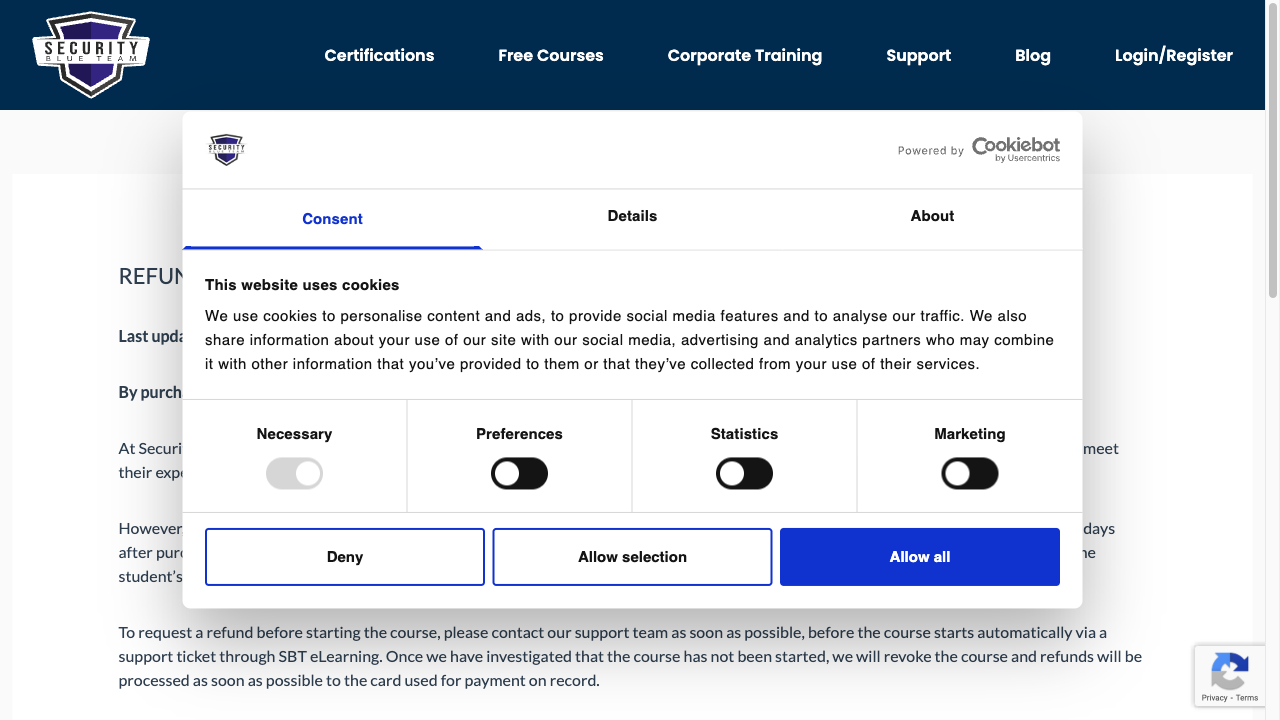 SECURITY
BLUE TEAM
Certifications
Free Courses
Corporate Training
Support
Blog
Login/Register
SECURITY
Powered by Cookiebot
by Usercentrics
Consent
Details
About
This website uses cookies
We use cookies to personalise content and ads, to provide social media features and to analyse our traffic. We also
share information about your use of our site with our social media, advertising and analytics partners who may combine
it with other information that you’ve provided to them or that they’ve collected from your use of their services.
Necessary
Preferences
Statistics
Marketing
Deny
Allow selection
Allow all
By
At
meet
their
However
days
after
student’s
To request a refund before starting the course, please contact our support team as soon as possible, before the course starts automatically via a
support ticket through SBT eLearning. Once we have investigated that the course has not been started, we will revoke the course and refunds will be
processed as soon as possible to the card used for payment on record.
Privacy - Terms